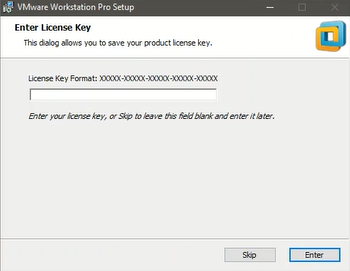 VMware Workstation Pro Setup
Enter License Key
This dialog allows you to save your product license key.
License Key Format: XXXXX-XXXXX-XXXXX-XXXXX-XXXXX
Enter your license key, or Skip to leave this field blank and enter it later.
Skip
Enter